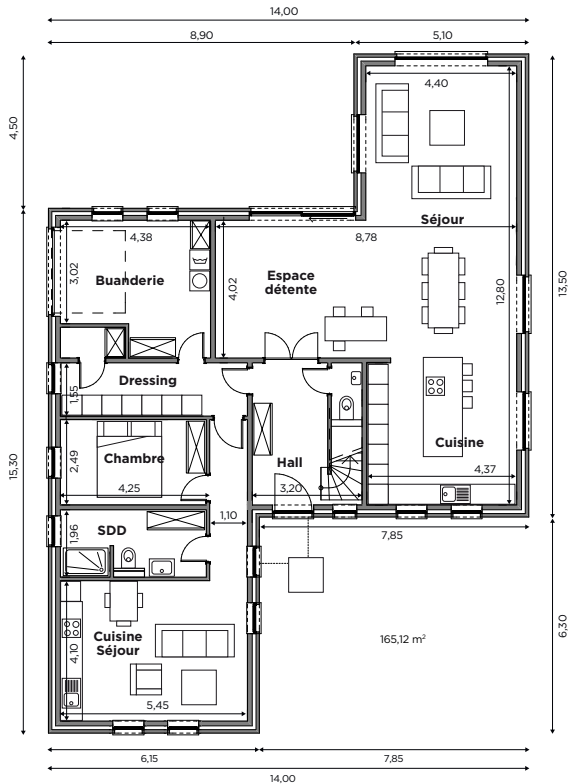 14,00
8,90
5,10
4,40
4,50
Séjour
4,38
8,78
3,02
Buanderie
4,02
Espace
détente
12,80
13,50
Dressing
1,55
15,30
Chambre
2,49
4,25
Hall
3,20
Cuisine
4,37
1,10
SDD
1,96
7,85
Cuisine
Séjour
4,10
5,45
165,12 m²
6,30
6,15
7,85
14,00